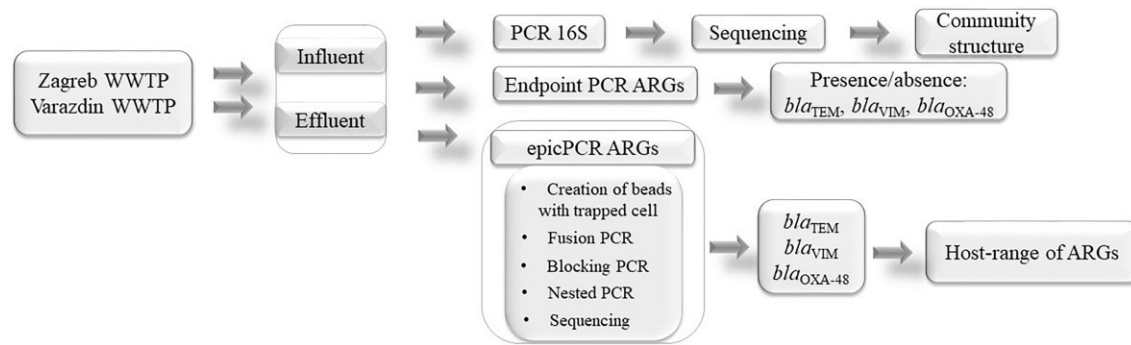 Zagreb WWTP
Varazdin WWTP
Influent
Effluent
PCR 16S
Sequencing
Community
structure
Endpoint PCR ARGs
Presence/absence:
blaTEM, blaVIM, blaOXA-48
epicPCR ARGs
• Creation of beads
with trapped cell
• Fusion PCR
• Blocking PCR
• Nested PCR
• Sequencing
blaTEM
blaVIM
blaOXA-48
Host-range of ARGs